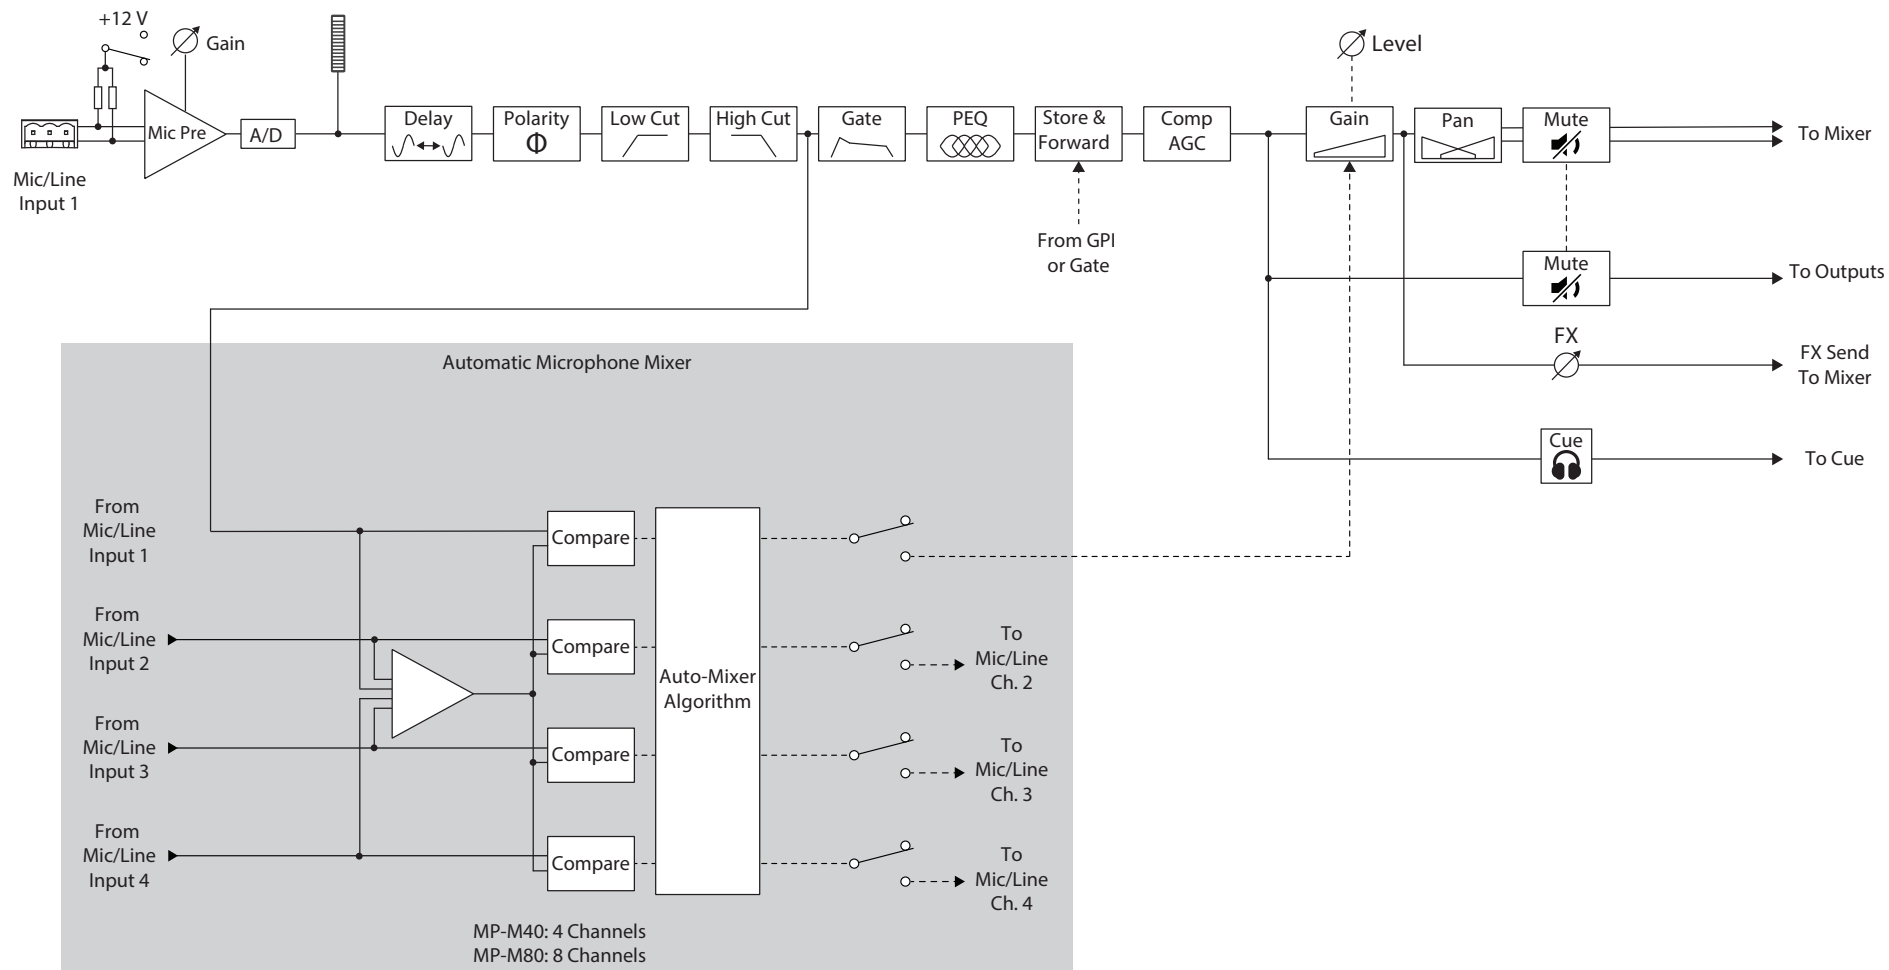 +12 V
Gain
Level
Mic Pre
A/D
Delay
Polarity
Φ
Low Cut
High Cut
Gate
PEQ
Store &
Forward
Comp
AGC
Gain
Pan
Mute
To Mixer
Mic/Line
Input 1
From GPI
or Gate
Mute
To Outputs
FX
FX Send
To Mixer
Cue
To Cue
Automatic Microphone Mixer
From
Mic/Line
Input 1
Compare
From
Mic/Line
Input 2
Compare
To
Mic/Line
Ch. 2
Auto-Mixer
Algorithm
From
Mic/Line
Input 3
Compare
To
Mic/Line
Ch. 3
From
Mic/Line
Input 4
Compare
To
Mic/Line
Ch. 4
MP-M40: 4 Channels
MP-M80: 8 Channels